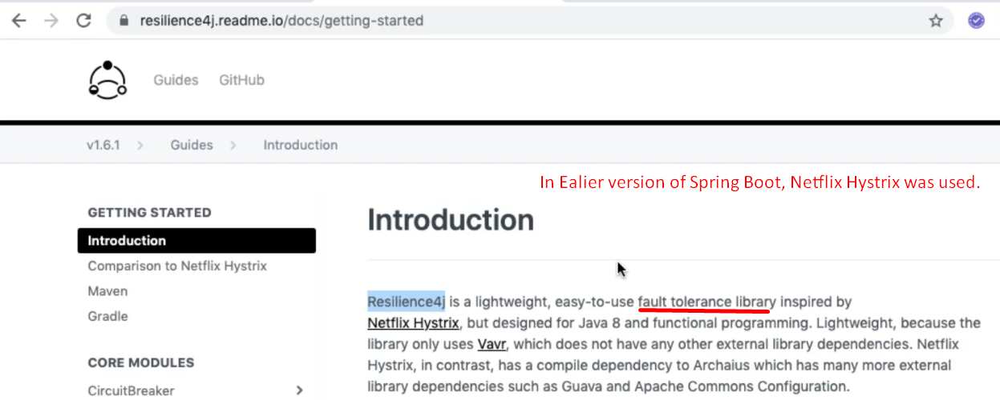 resilience4j.readme.io/docs/getting-started
Guides GitHub
v1.6.1 > Guides > Introduction
In Ealier version of Spring Boot, Netflix Hystrix was used.
GETTING STARTED
Introduction
Comparison to Netflix Hystrix
Maven
Gradle
CORE MODULES
CircuitBreaker
Introduction
Resilience4j is a lightweight, easy-to-use fault tolerance library inspired by
Netflix Hystrix, but designed for Java 8 and functional programming. Lightweight, because the
library only uses Vavr, which does not have any other external library dependencies. Netflix
Hystrix, in contrast, has a compile dependency to Archaius which has many more external
library dependencies such as Guava and Apache Commons Configuration.